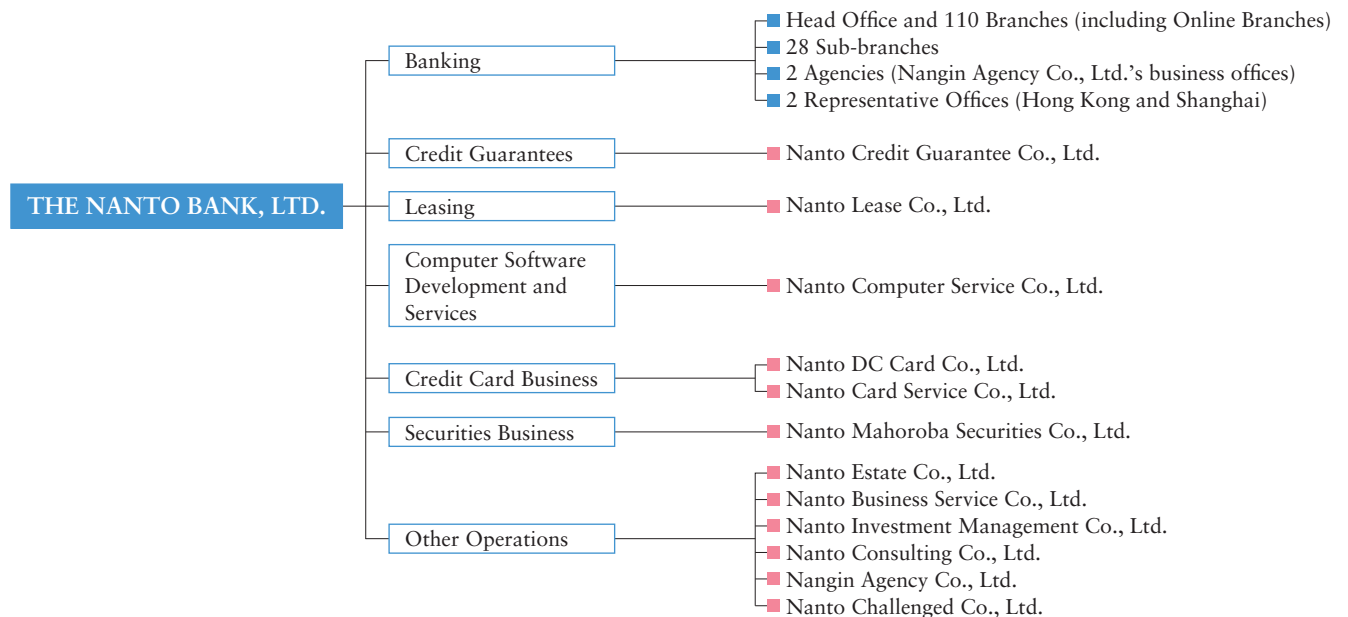 THE NANTO BANK, LTD.
Banking
Head Office and 110 Branches (including Online Branches)
28 Sub-branches
2 Agencies (Nangin Agency Co., Ltd.’s business offices)
2 Representative Offices (Hong Kong and Shanghai)
Credit Guarantees
Nanto Credit Guarantee Co., Ltd.
Leasing
Nanto Lease Co., Ltd.
Computer Software
Development and
Services
Nanto Computer Service Co., Ltd.
Credit Card Business
Nanto DC Card Co., Ltd.
Nanto Card Service Co., Ltd.
Securities Business
Nanto Mahoroba Securities Co., Ltd.
Other Operations
Nanto Estate Co., Ltd.
Nanto Business Service Co., Ltd.
Nanto Investment Management Co., Ltd.
Nanto Consulting Co., Ltd.
Nangin Agency Co., Ltd.
Nanto Challenged Co., Ltd.